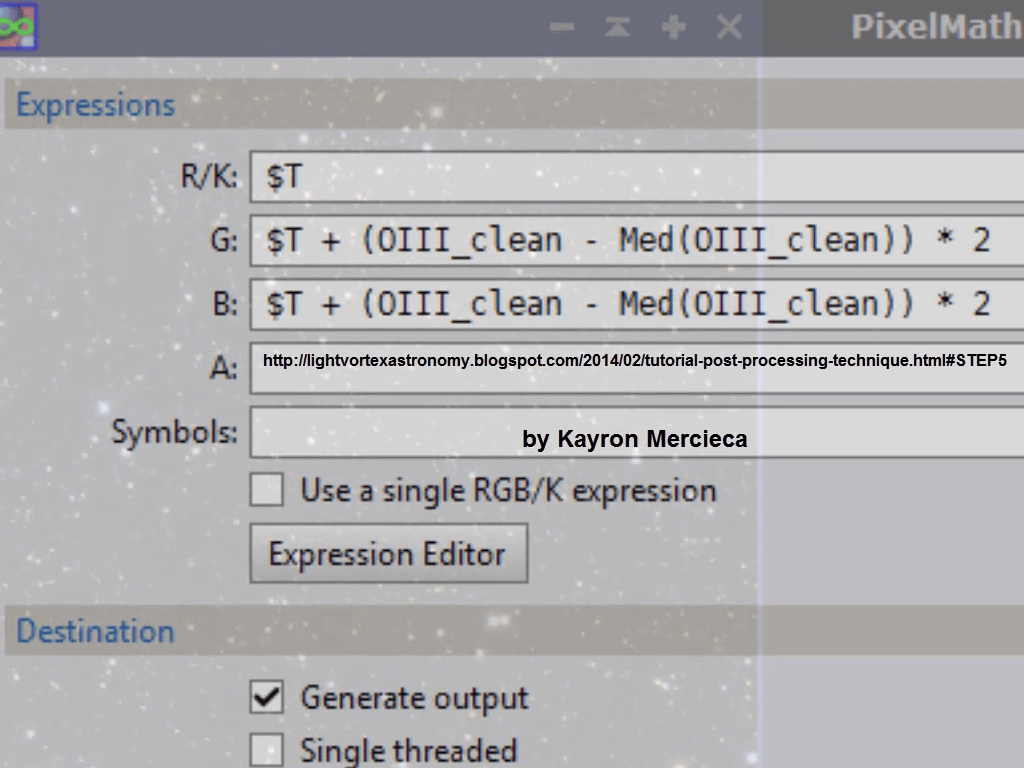 PixelMath
Expressions
R/K: $T
G: $T + (OIII_clean - Med(OIII_clean)) * 2
B: $T + (OIII_clean - Med(OIII_clean)) * 2
A: http://lightvortexastronomy.blogspot.com/2014/02/tutorial-post-processing-technique.html#STEP5
Symbols: by Kayron Mercieca
Use a single RGB/K expression
Expression Editor
Destination
Generate output
Single threaded